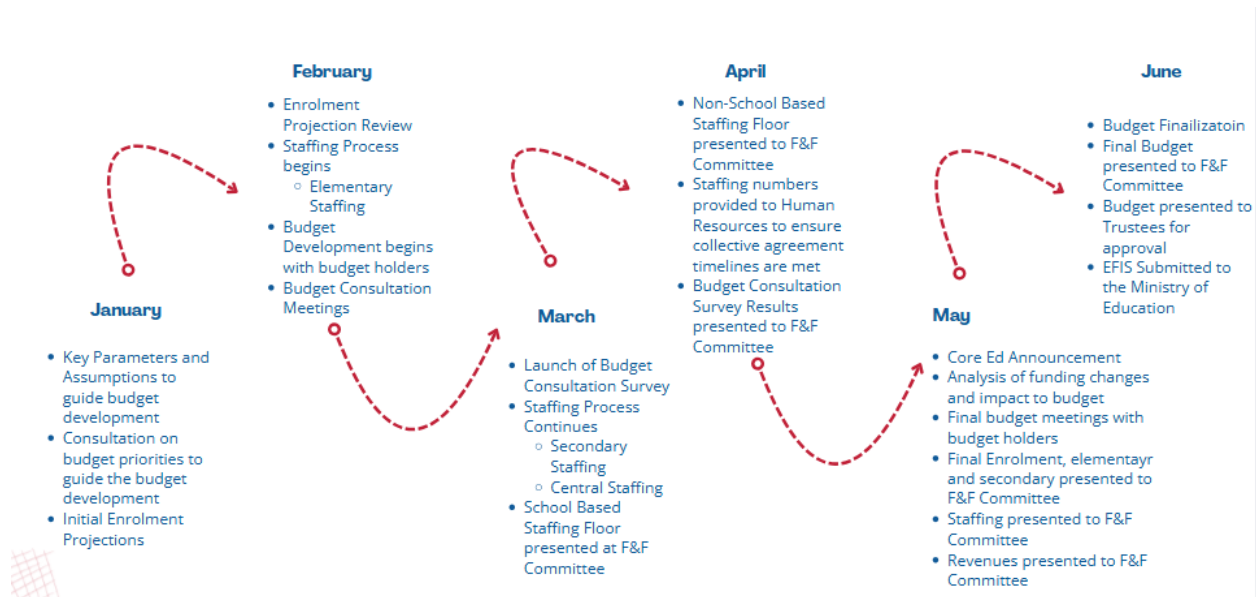 January
• Key Parameters and
Assumptions to
guide budget
development
• Consultation on
budget priorities to
guide the budget
development
• Initial Enrolment
Projections
February
• Enrolment
Projection Review
• Staffing Process
begins
○ Elementary
Staffing
• Budget
Development begins
with budget holders
• Budget Consultation
Meetings
March
• Launch of Budget
Consultation Survey
• Staffing Process
Continues
○ Secondary
Staffing
○ Central Staffing
• School Based
Staffing Floor
presented at F&F
Committee
April
• Non-School Based
Staffing Floor
presented to F&F
Committee
• Staffing numbers
provided to Human
Resources to ensure
collective agreement
timelines are met
• Budget Consultation
Survey Results
presented to F&F
Committee
May
• Core Ed Announcement
• Analysis of funding changes
and impact to budget
• Final budget meetings with
budget holders
• Final Enrolment, elementayr
and secondary presented to
F&F Committee
• Staffing presented to F&F
Committee
• Revenues presented to F&F
Committee
June
• Budget Finailizatoin
• Final Budget
presented to F&F
Committee
• Budget presented to
Trustees for
approval
• EFIS Submitted to
the Ministry of
Education